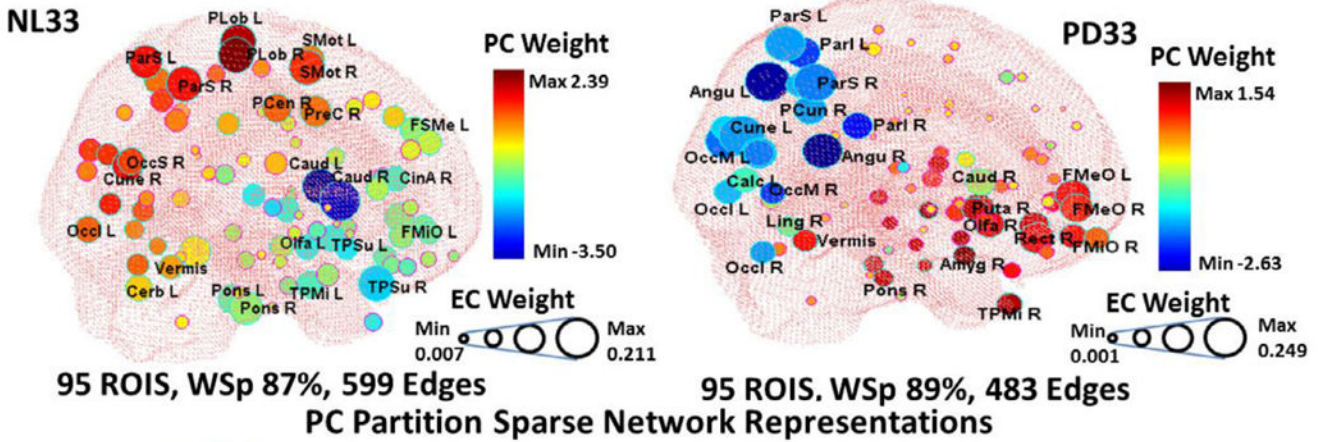 NL33
PLob L
PLob R
SMot L
SMot R
ParS L
ParS R
PCen R
PreC R
FSMe L
OccS R
Cune R
Caud L
Caud R
CinA R
OccI L
Olfa L
TPSu L
FMiO L
Vermis
Cerb L
Pons L
Pons R
TPMi L
TPSu R
PC Weight
Max 2.39
Min -3.50
EC Weight
Min
0.007
Max
0.211
95 ROIS, WSp 87%, 599 Edges
PD33
ParS L
ParI L
Angu L
ParS R
PCun R
ParI R
Cune L
Angu R
OccM L
Calc L
OccM R
OccI L
Ling R
Vermis
OccI R
Caud R
FMeO L
FMeO R
Puta R
Olfa R
Rect R
FMiO R
Amyg R
Pons R
TPMi R
PC Weight
Max 1.54
Min -2.63
EC Weight
Min
0.001
Max
0.249
95 ROIS. WSp 89%, 483 Edges
PC Partition Sparse Network Representations